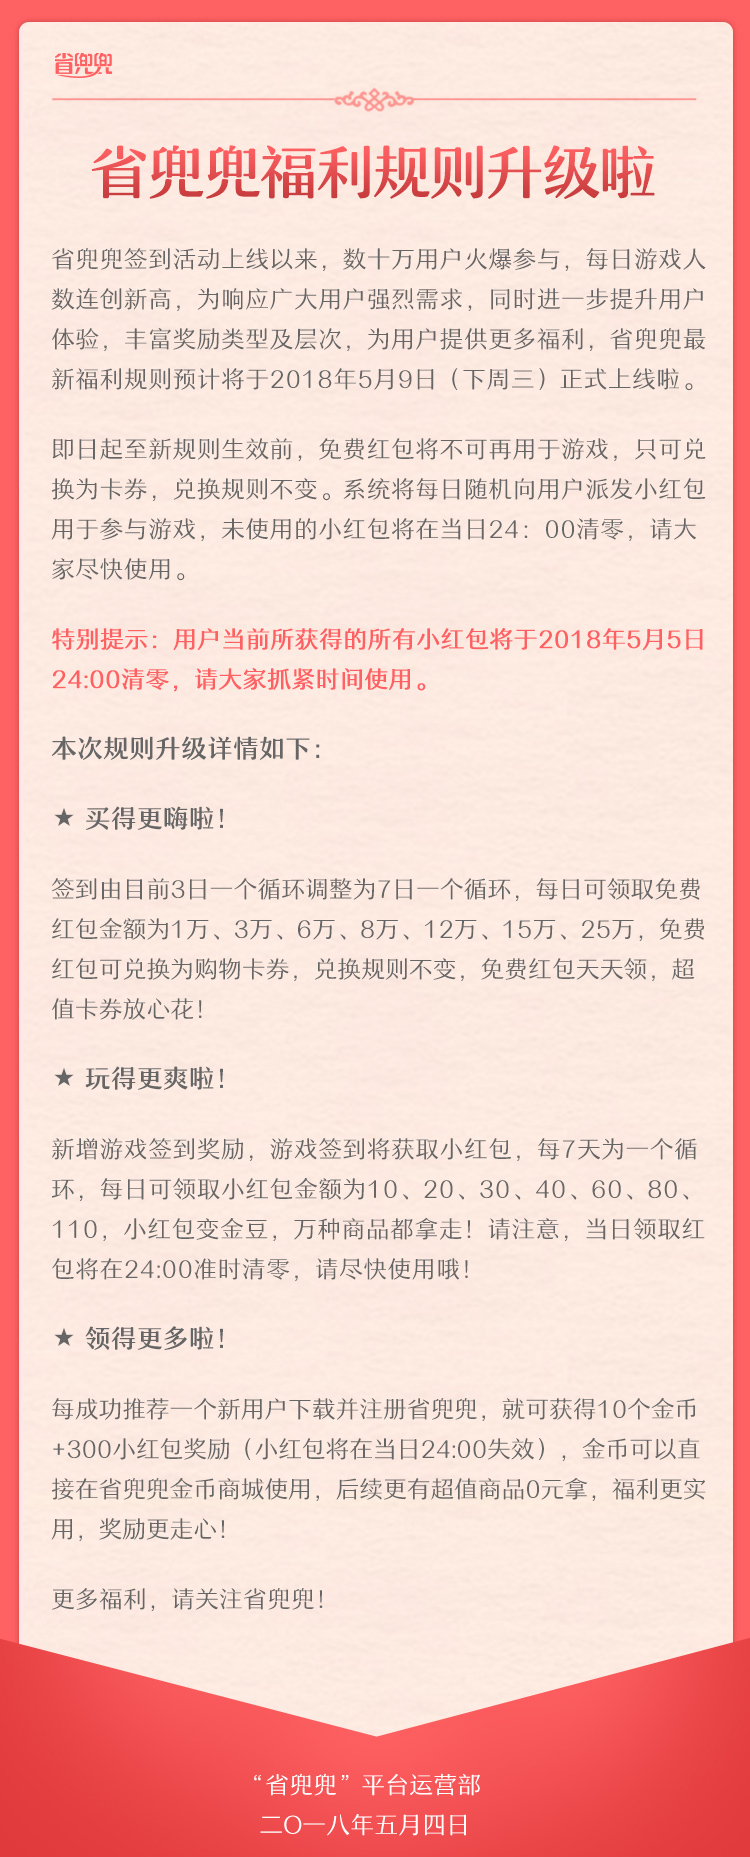 省兜兜
省兜兜福利规则升级啦
省兜兜签到活动上线以来，数十万用户火爆参与，每日游戏人
数连创新高，为响应广大用户强烈需求，同时进一步提升用户
体验，丰富奖励类型及层次，为用户提供更多福利，省兜兜最
新福利规则预计将于2018年5月9日（下周三）正式上线啦。
即日起至新规则生效前，免费红包将不可再用于游戏，只可兑
换为卡券，兑换规则不变。系统将每日随机向用户派发小红包
用于参与游戏，未使用的小红包将在当日24：00清零，请大
家尽快使用。
特别提示：用户当前所获得的所有小红包将于2018年5月5日
24:00清零，请大家抓紧时间使用。
本次规则升级详情如下：
★ 买得更嗨啦！
签到由目前3日一个循环调整为7日一个循环，每日可领取免费
红包金额为1万、3万、6万、8万、12万、15万、25万，免费
红包可兑换为购物卡券，兑换规则不变，免费红包天天领，超
值卡券放心花！
★ 玩得更爽啦！
新增游戏签到奖励，游戏签到将获取小红包，每7天为一个循
环，每日可领取小红包金额为10、20、30、40、60、80、
110，小红包变金豆，万种商品都拿走！请注意，当日领取红
包将在24:00准时清零，请尽快使用哦！
★ 领得更多啦！
每成功推荐一个新用户下载并注册省兜兜，就可获得10个金币
+300小红包奖励（小红包将在当日24:00失效），金币可以直
接在省兜兜金币商城使用，后续更有超值商品0元拿，福利更实
用，奖励更走心！
更多福利，请关注省兜兜！
“省兜兜”平台运营部
二〇一八年五月四日